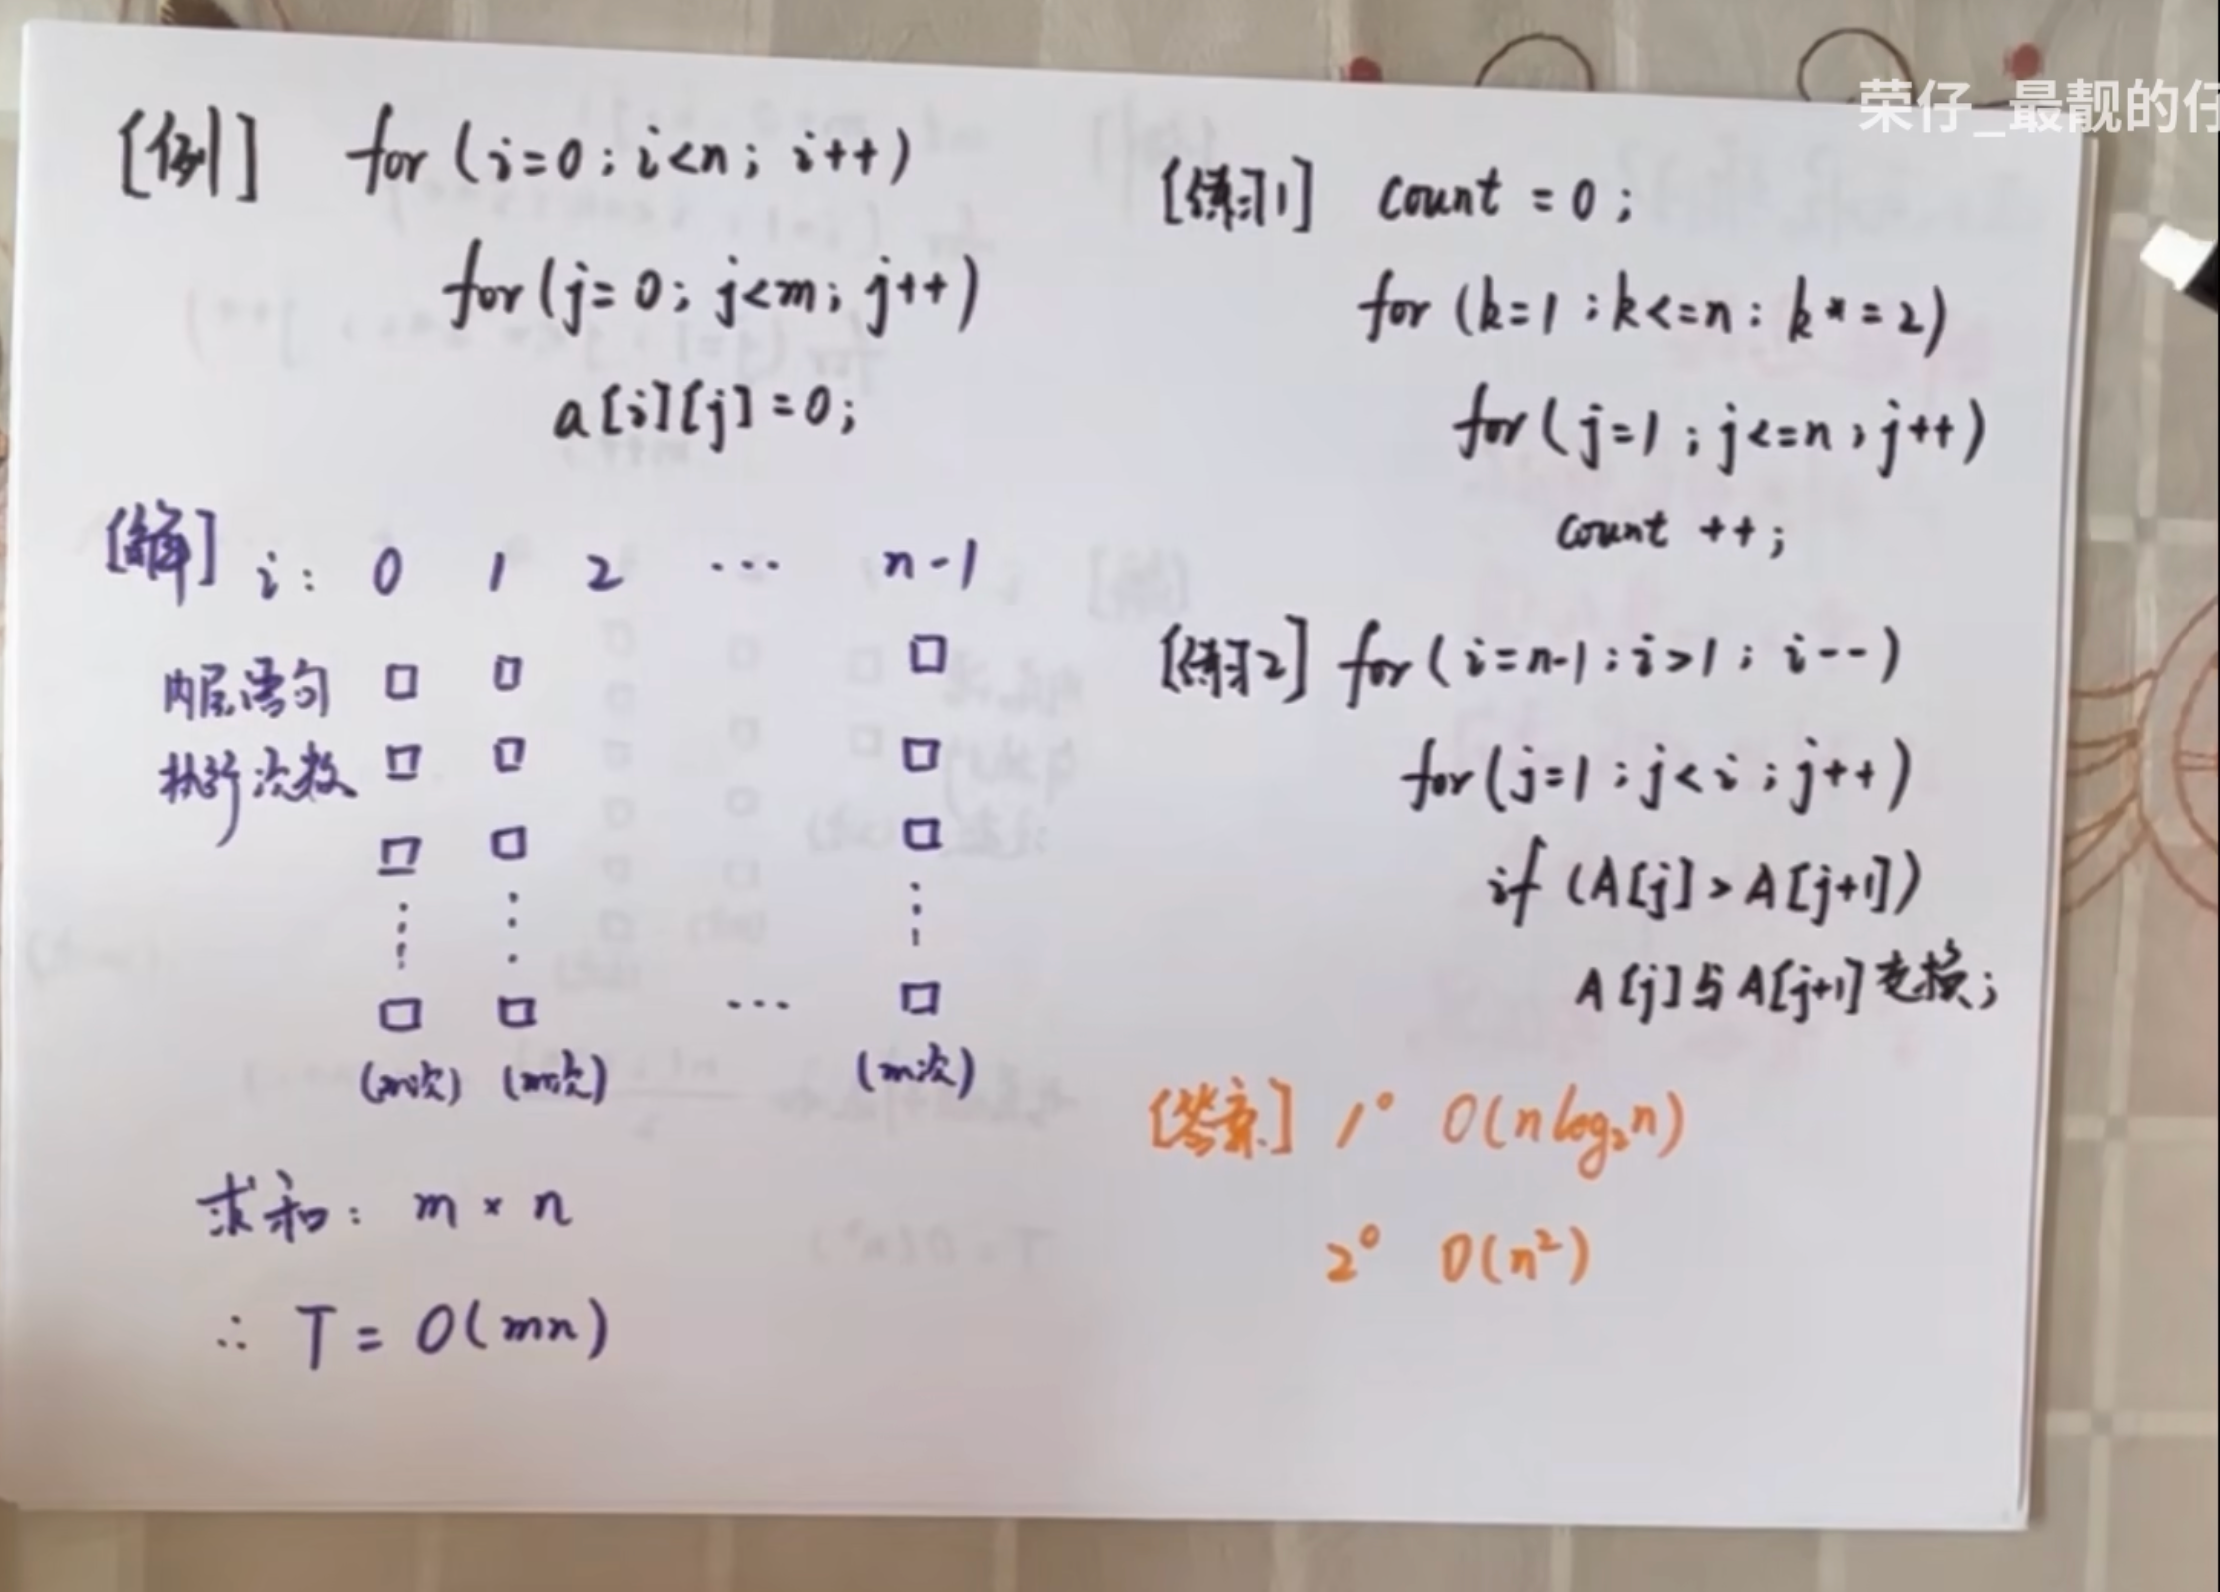 荣仔_最靓的仔
[例] for (i=0; i<n; i++)
for (j=0; j<m; j++)
a[i][j]=0;
[解] i: 0 1 2 ... n-1
内层语句
执行次数
(m次) (m次) ... (m次)
求和: m × n
∴ T = O(mn)
[练习1] count = 0;
for (k=1; k<=n; k*=2)
for (j=1; j<=n; j++)
count ++;
[练习2] for (i=n-1; i>1; i--)
for (j=1; j<i; j++)
if (A[j] > A[j+1])
A[j]与A[j+1]交换;
[答案] 1° O(nlog₂n)
2° O(n²)